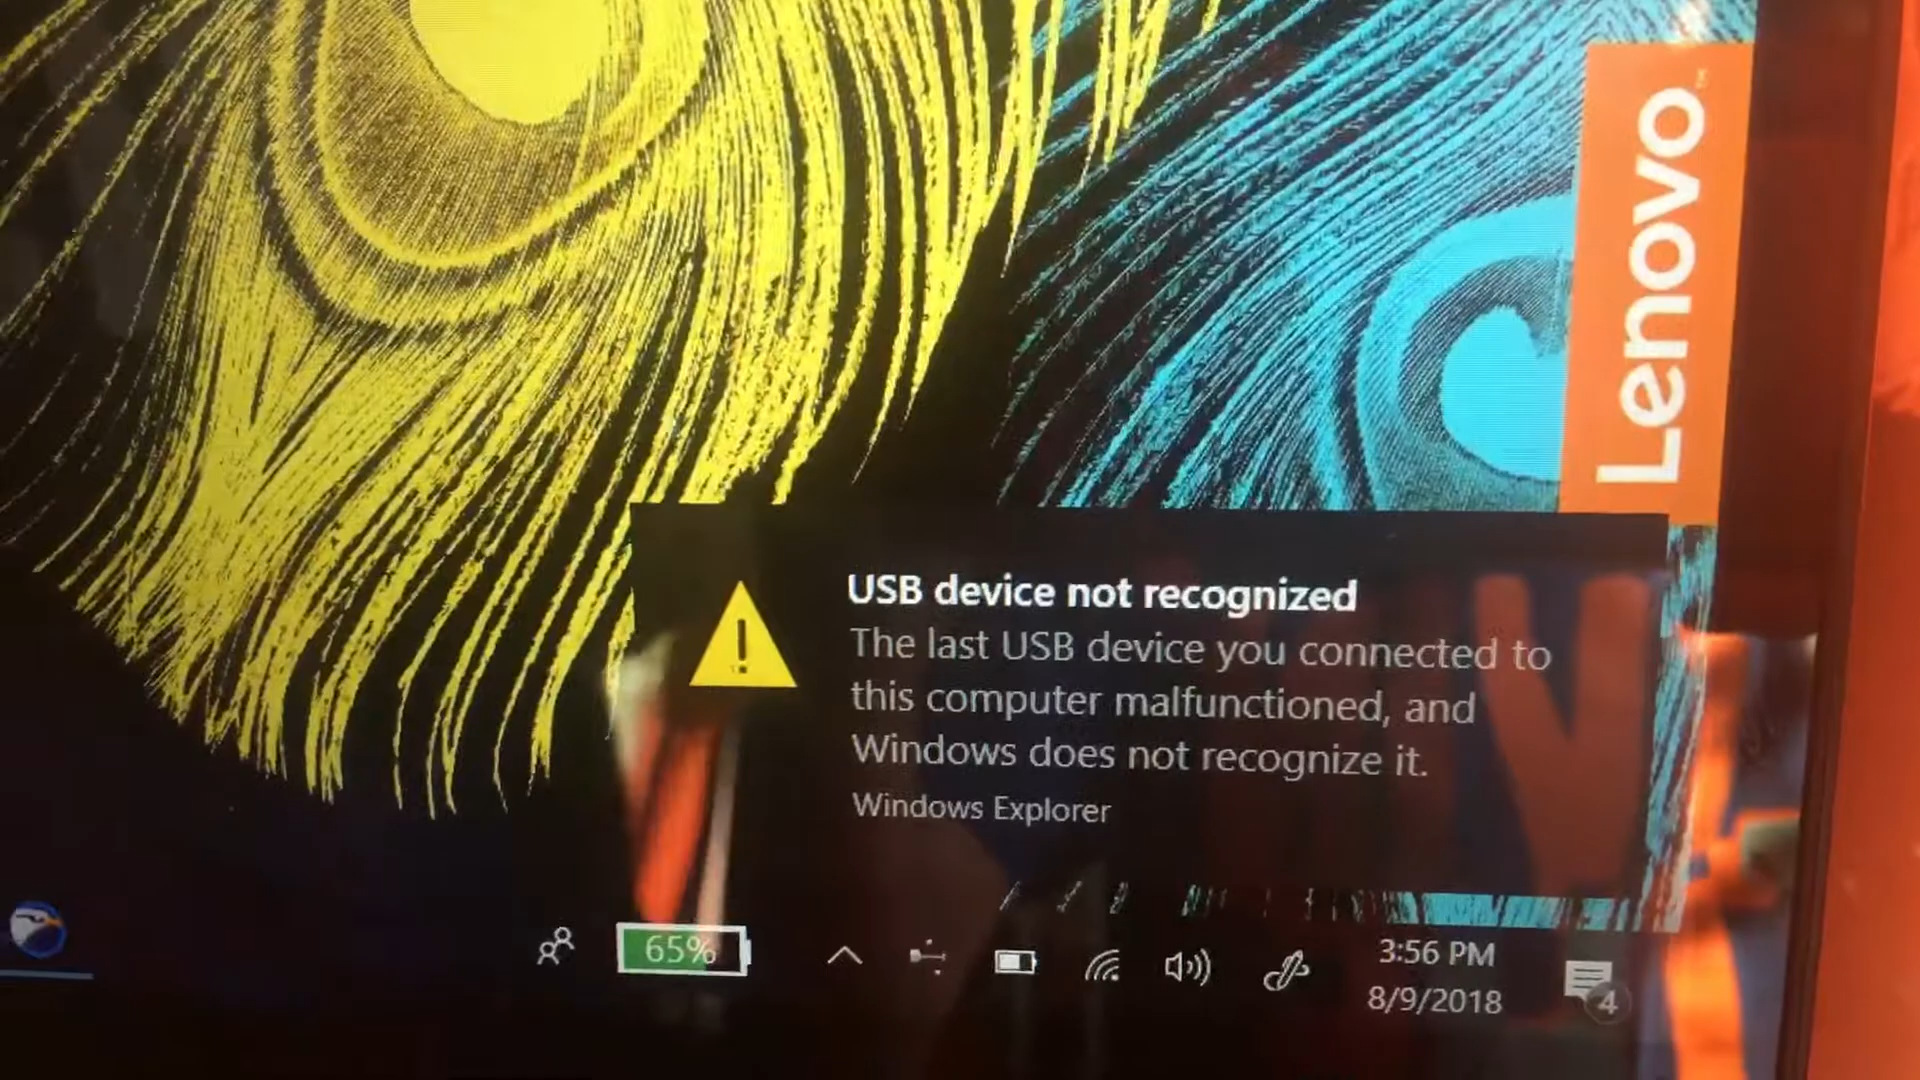 Lenovo
USB device not recognized
The last USB device you connected to
this computer malfunctioned, and
Windows does not recognize it.
Windows Explorer
65%
3:56 PM
8/9/2018
4